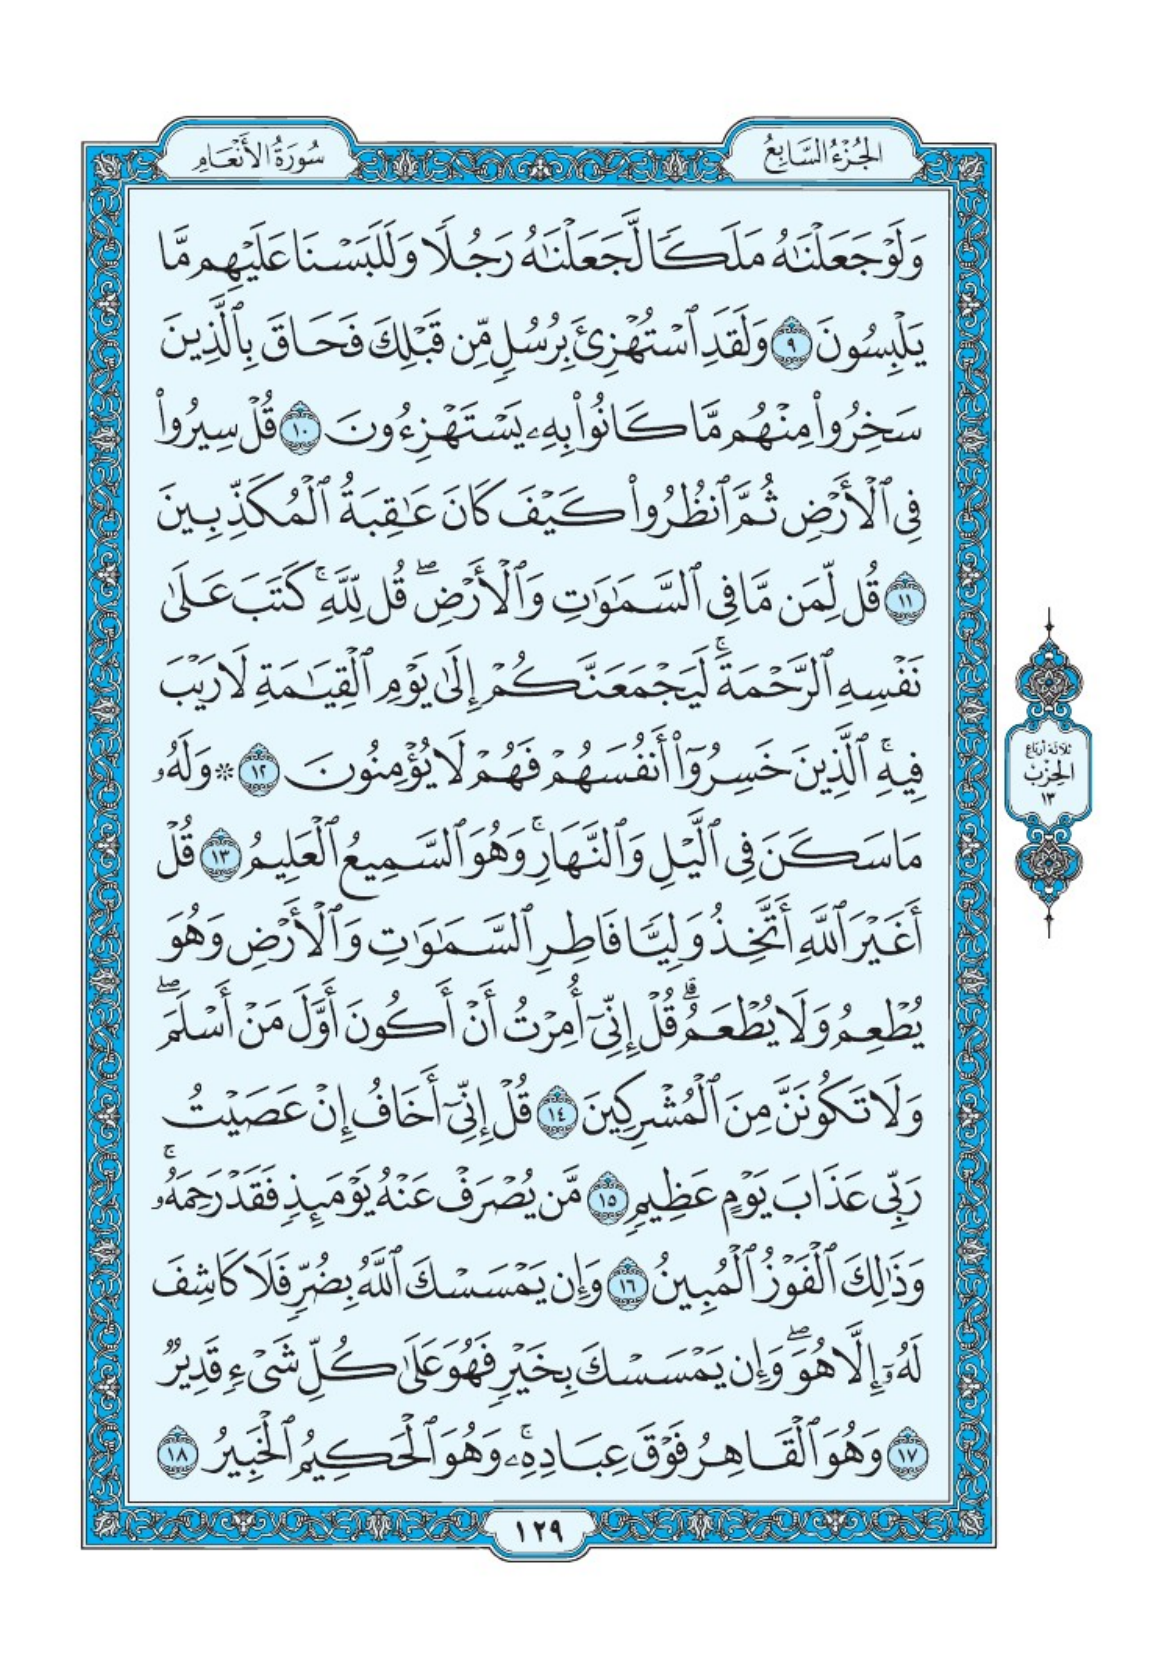 الجُزْءُ السَّابِعُ
سُورَةُ الأَنْعَامِ
وَلَوۡ جَعَلۡنَٰهُ مَلَكٗا لَّجَعَلۡنَٰهُ رَجُلٗا وَلَلَبَسۡنَا عَلَيۡهِم مَّا
يَلۡبِسُونَ ٩ وَلَقَدِ ٱسۡتُهۡزِئَ بِرُسُلٖ مِّن قَبۡلِكَ فَحَاقَ بِٱلَّذِينَ
سَخِرُواْ مِنۡهُم مَّا كَانُواْ بِهِۦ يَسۡتَهۡزِءُونَ ١٠ قُلۡ سِيرُواْ
فِي ٱلۡأَرۡضِ ثُمَّ ٱنظُرُواْ كَيۡفَ كَانَ عَٰقِبَةُ ٱلۡمُكَذِّبِينَ
١١ قُل لِّمَن مَّا فِي ٱلسَّمَٰوَٰتِ وَٱلۡأَرۡضِۖ قُل لِّلَّهِۚ كَتَبَ عَلَىٰ
نَفۡسِهِ ٱلرَّحۡمَةَۚ لَيَجۡمَعَنَّكُمۡ إِلَىٰ يَوۡمِ ٱلۡقِيَٰمَةِ لَا رَيۡبَ
فِيهِۚ ٱلَّذِينَ خَسِرُوٓاْ أَنفُسَهُمۡ فَهُمۡ لَا يُؤۡمِنُونَ ١٢ ۞ وَلَهُۥ
مَا سَكَنَ فِي ٱلَّيۡلِ وَٱلنَّهَارِۚ وَهُوَ ٱلسَّمِيعُ ٱلۡعَلِيمُ ١٣ قُلۡ
أَغَيۡرَ ٱللَّهِ أَتَّخِذُ وَلِيّٗا فَاطِرِ ٱلسَّمَٰوَٰتِ وَٱلۡأَرۡضِ وَهُوَ
يُطۡعِمُ وَلَا يُطۡعَمُۗ قُلۡ إِنِّيٓ أُمِرۡتُ أَنۡ أَكُونَ أَوَّلَ مَنۡ أَسۡلَمَۖ
وَلَا تَكُونَنَّ مِنَ ٱلۡمُشۡرِكِينَ ١٤ قُلۡ إِنِّيٓ أَخَافُ إِنۡ عَصَيۡتُ
رَبِّي عَذَابَ يَوۡمٍ عَظِيمٖ ١٥ مَّن يُصۡرَفۡ عَنۡهُ يَوۡمَئِذٖ فَقَدۡ رَحِمَهُۥۚ
وَذَٰلِكَ ٱلۡفَوۡزُ ٱلۡمُبِينُ ١٦ وَإِن يَمۡسَسۡكَ ٱللَّهُ بِضُرّٖ فَلَا كَاشِفَ
لَهُۥٓ إِلَّا هُوَۖ وَإِن يَمۡسَسۡكَ بِخَيۡرٖ فَهُوَ عَلَىٰ كُلِّ شَيۡءٖ قَدِيرٞ
١٧ وَهُوَ ٱلۡقَاهِرُ فَوۡقَ عِبَادِهِۦۚ وَهُوَ ٱلۡحَكِيمُ ٱلۡخَبِيرُ ١٨
ثلاثة أرباع
الحِزْب
١٣
١٢٩